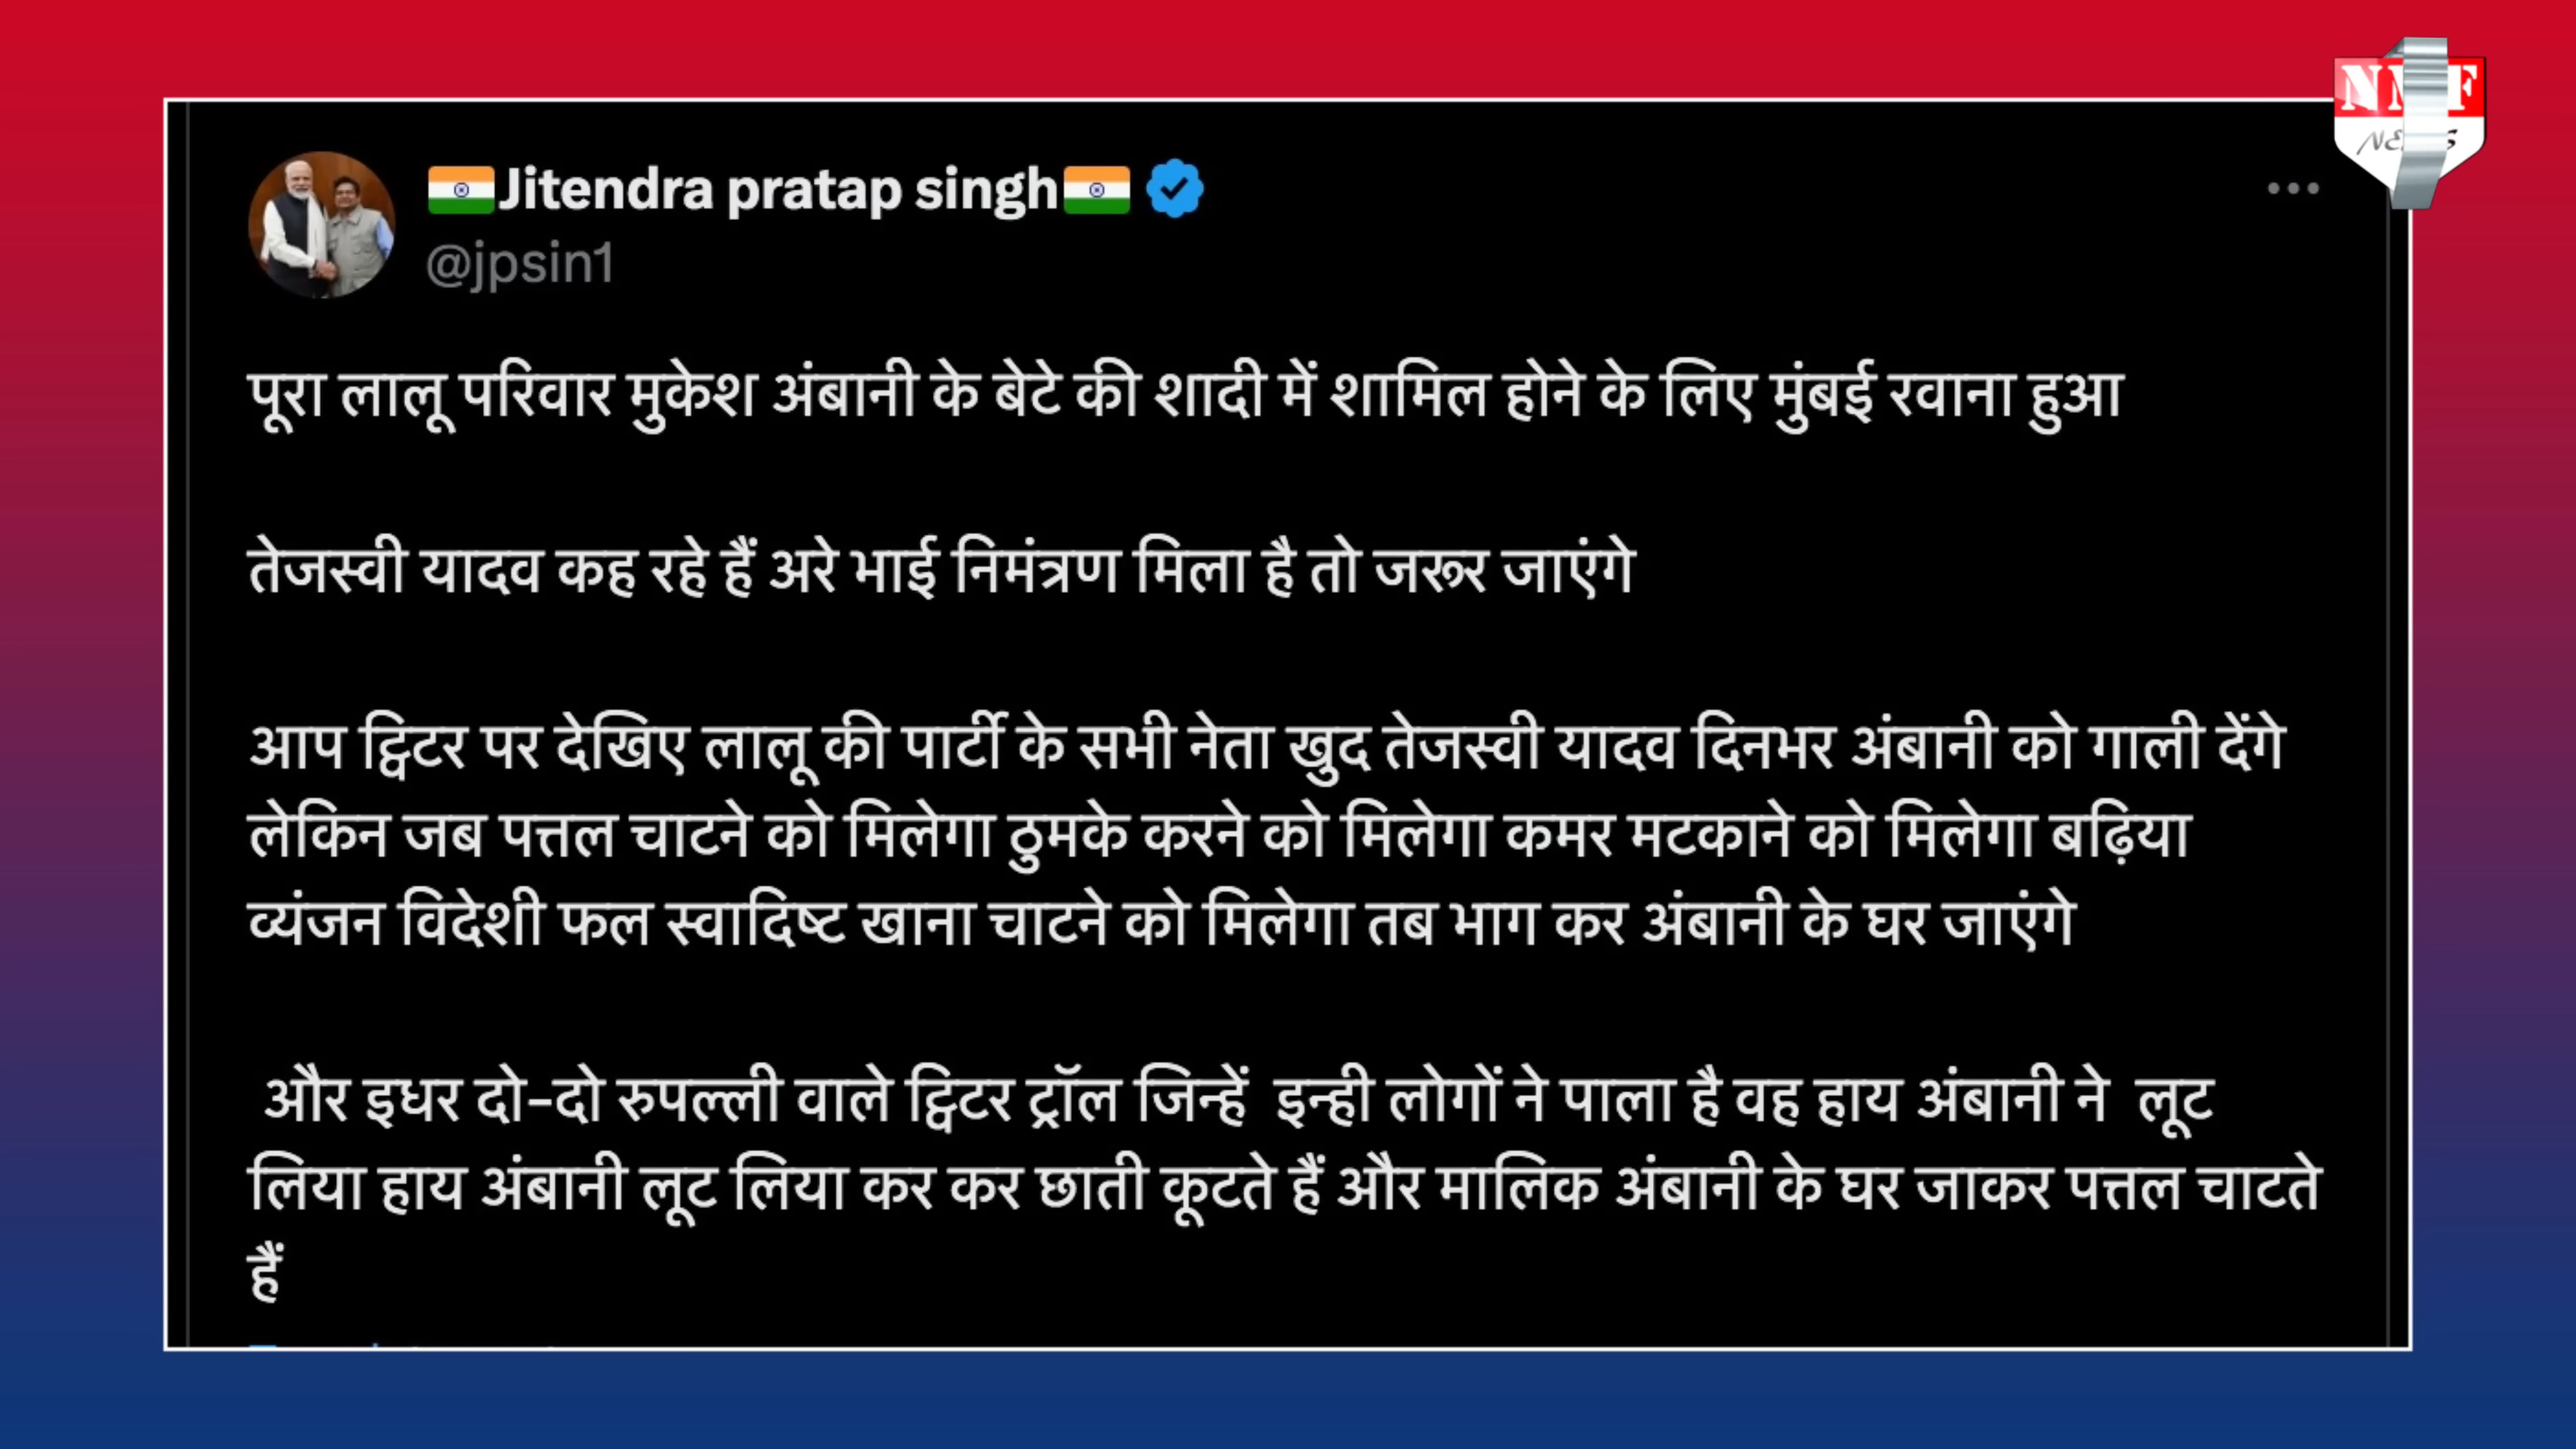 NMF
NEWS
🇮🇳Jitendra pratap singh🇮🇳
@jpsin1
पूरा लालू परिवार मुकेश अंबानी के बेटे की शादी में शामिल होने के लिए मुंबई रवाना हुआ
तेजस्वी यादव कह रहे हैं अरे भाई निमंत्रण मिला है तो जरूर जाएंगे
आप ट्विटर पर देखिए लालू की पार्टी के सभी नेता खुद तेजस्वी यादव दिनभर अंबानी को गाली देंगे
लेकिन जब पत्तल चाटने को मिलेगा ठुमके करने को मिलेगा कमर मटकाने को मिलेगा बढ़िया
व्यंजन विदेशी फल स्वादिष्ट खाना चाटने को मिलेगा तब भाग कर अंबानी के घर जाएंगे
और इधर दो-दो रुपल्ली वाले ट्विटर ट्रॉल जिन्हें इन्ही लोगों ने पाला है वह हाय अंबानी ने लूट
लिया हाय अंबानी लूट लिया कर कर छाती कूटते हैं और मालिक अंबानी के घर जाकर पत्तल चाटते
हैं